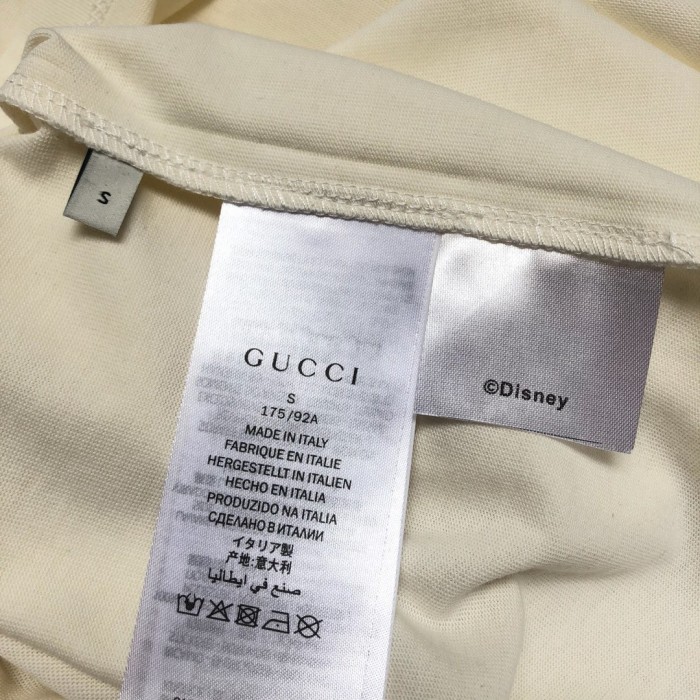 S
GUCCI
S
175/92A
MADE IN ITALY
FABRIQUE EN ITALIE
HERGESTELLT IN ITALIEN
HECHO EN ITALIA
PRODUZIDO NA ITALIA
СДЕЛАНО В ИТАЛИИ
イタリア製
产地:意大利
صنع في ايطاليا
©Disney